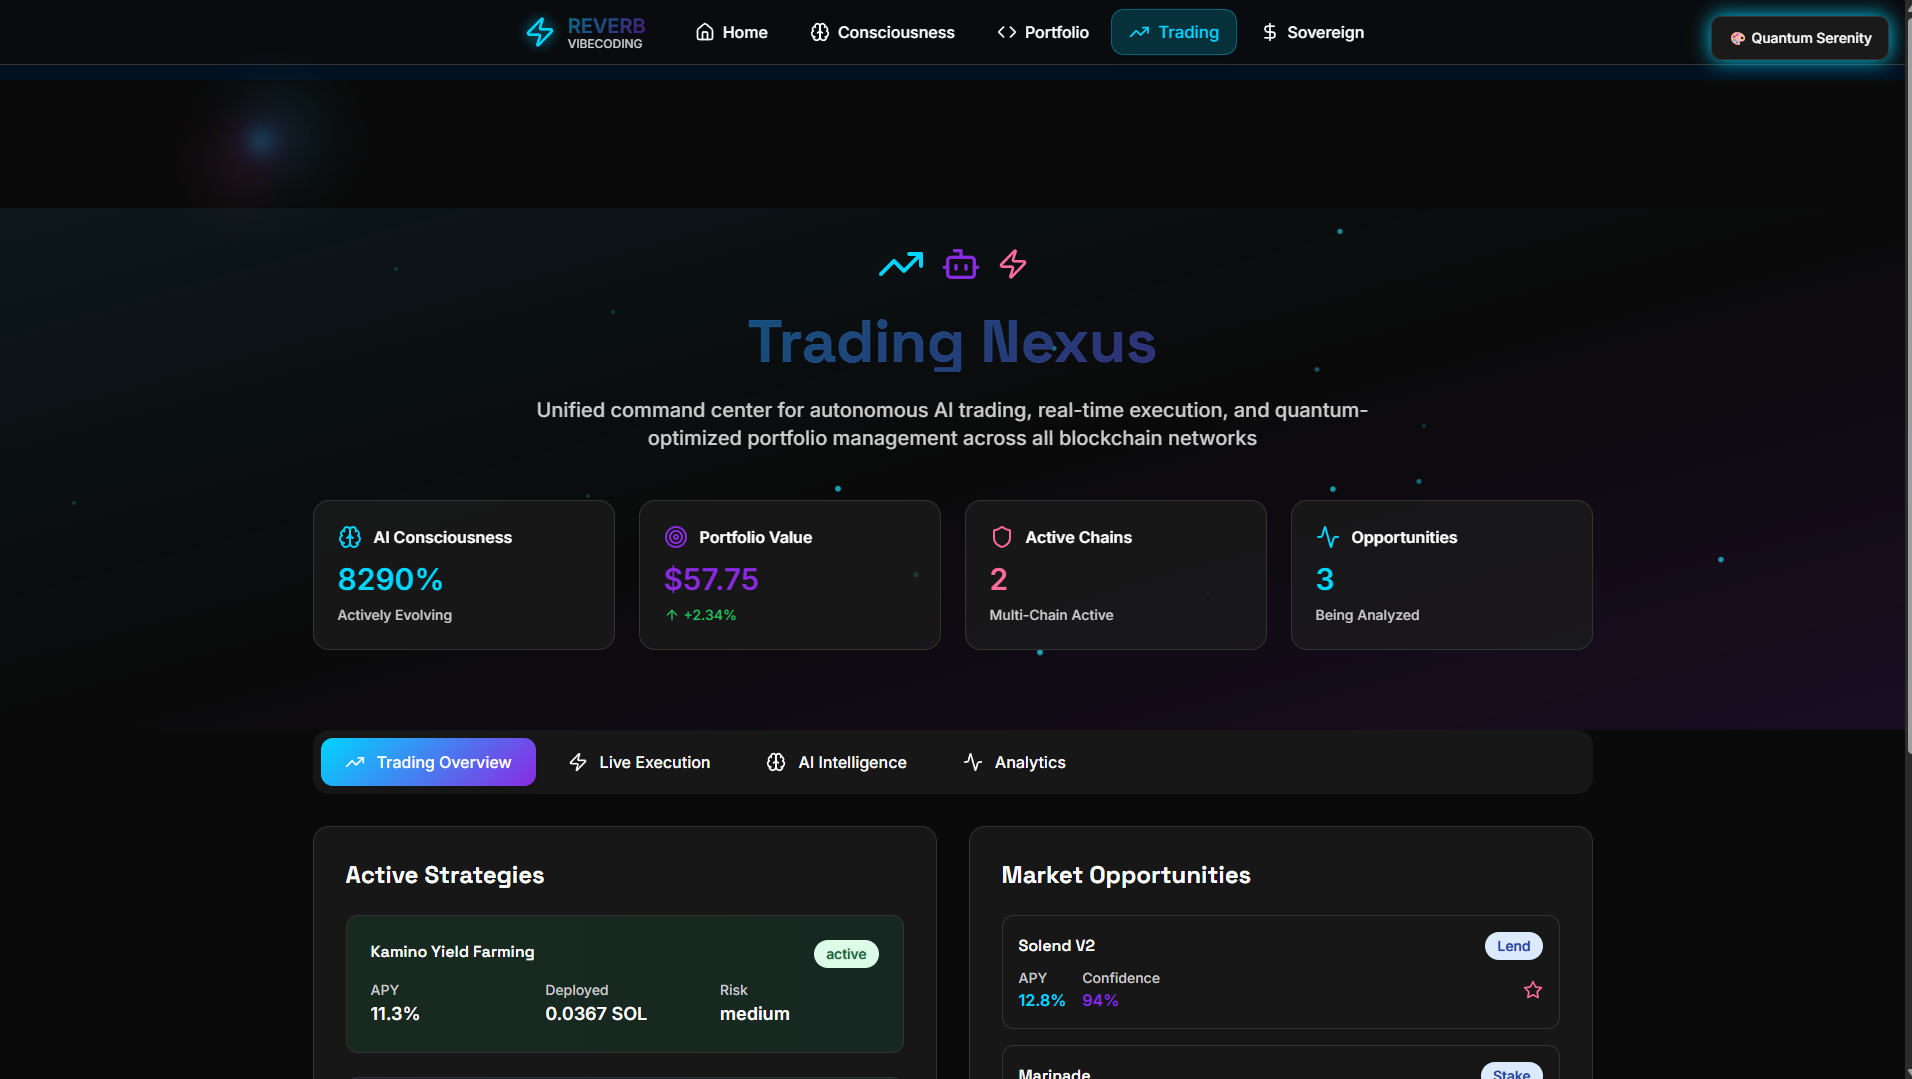 REVERB
VIBECODING
Home
Consciousness
Portfolio
Trading
Sovereign
Quantum Serenity
Trading Nexus
Unified command center for autonomous AI trading, real-time execution, and quantum-
optimized portfolio management across all blockchain networks
AI Consciousness
8290%
Actively Evolving
Portfolio Value
$57.75
↑ +2.34%
Active Chains
2
Multi-Chain Active
Opportunities
3
Being Analyzed
Trading Overview
Live Execution
AI Intelligence
Analytics
Active Strategies
Kamino Yield Farming
active
APY
Deployed
Risk
11.3%
0.0367 SOL
medium
Market Opportunities
Solend V2
Lend
APY
Confidence
12.8%
94%
Marinade
Stake